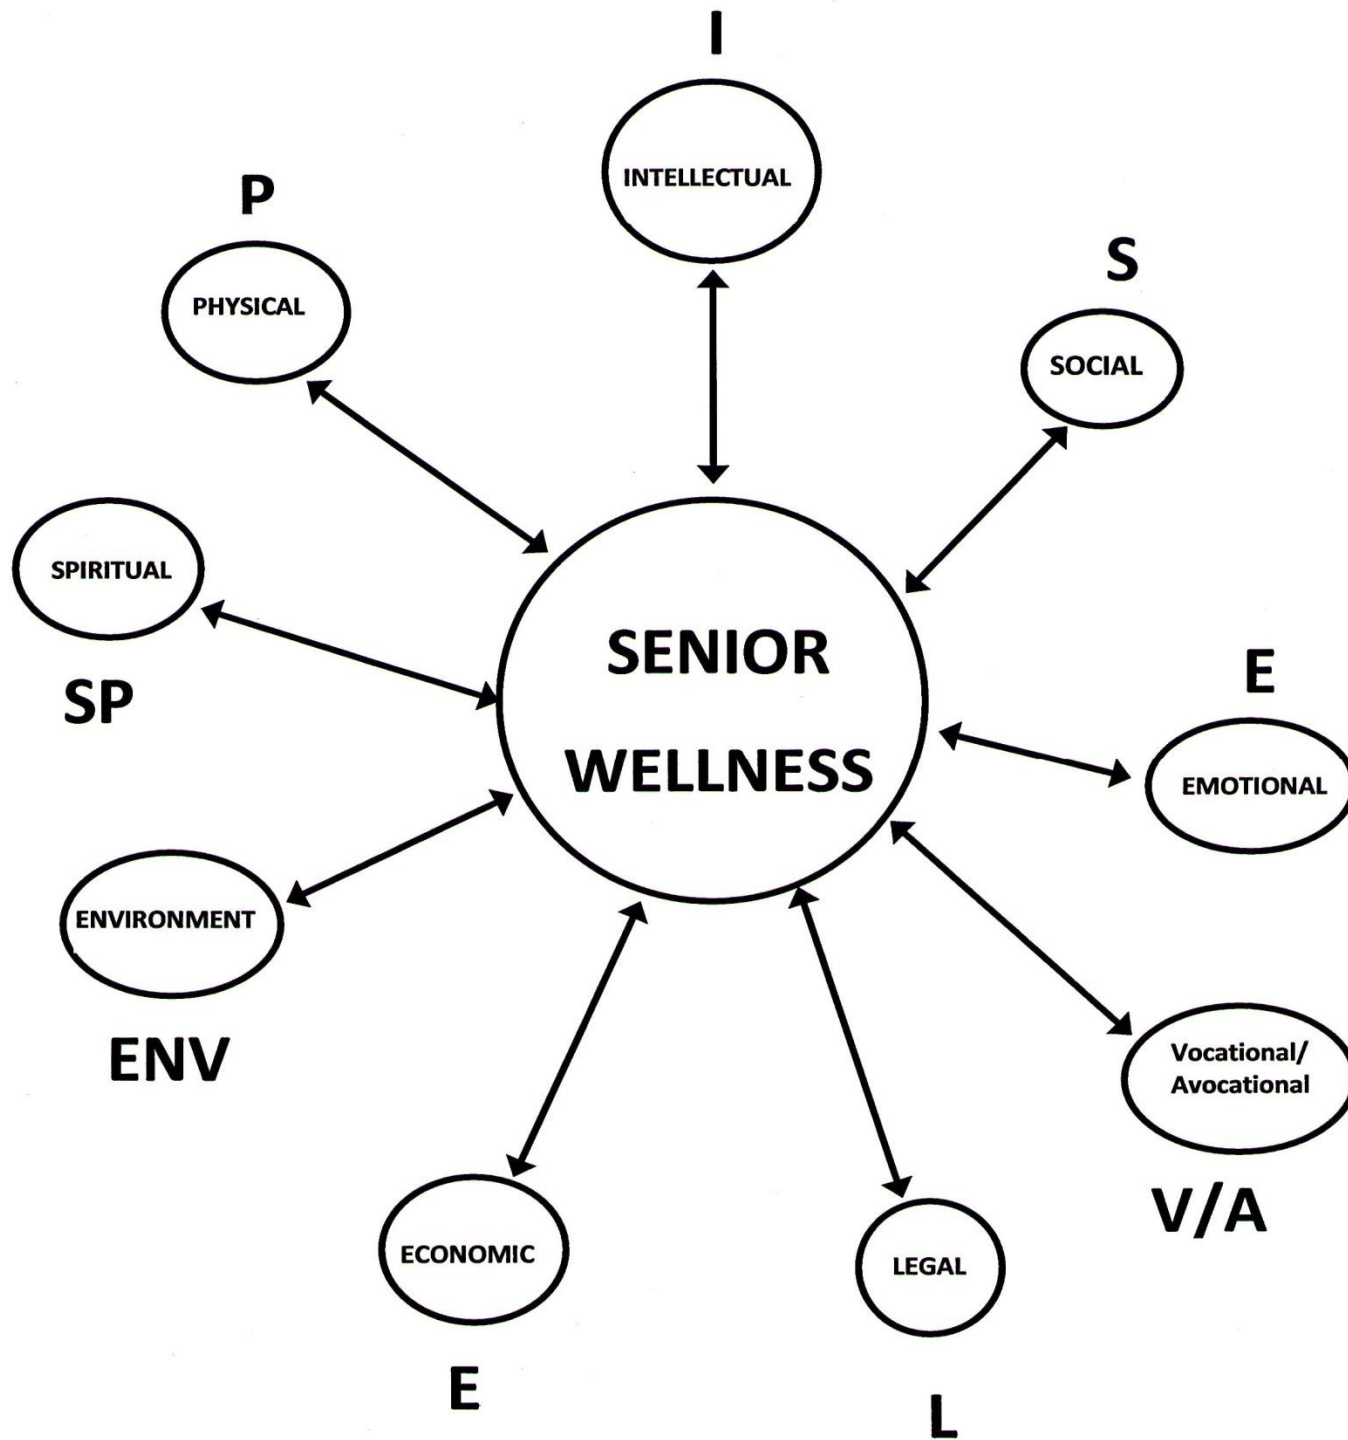 I
INTELLECTUAL
P
PHYSICAL
S
SOCIAL
SPIRITUAL
SP
SENIOR
WELLNESS
E
EMOTIONAL
ENVIRONMENT
ENV
Vocational/
Avocational
V/A
ECONOMIC
E
LEGAL
L